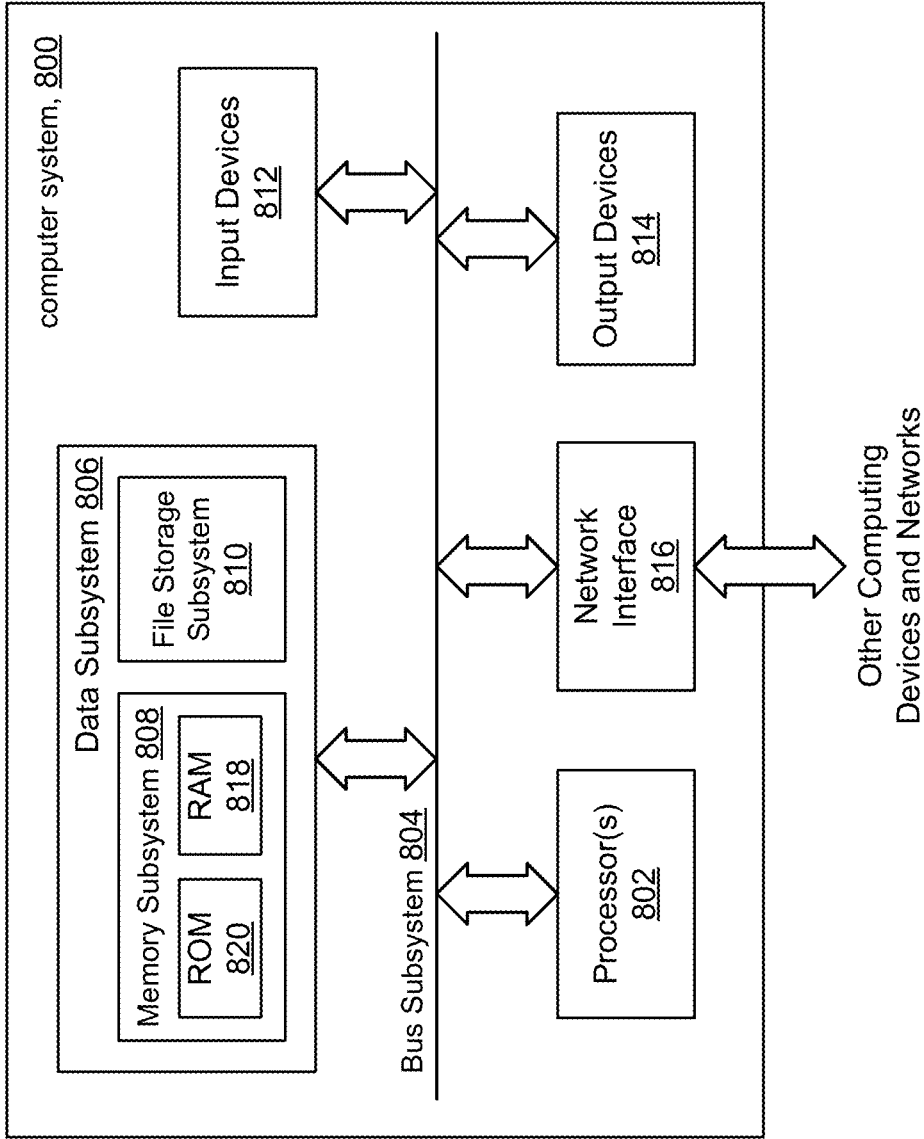 computer system, 800
Data Subsystem 806
Memory Subsystem 808
ROM
820
RAM
818
File Storage
Subsystem
810
Input Devices
812
Bus Subsystem 804
Processor(s)
802
Network
Interface
816
Output Devices
814
Other Computing
Devices and Networks